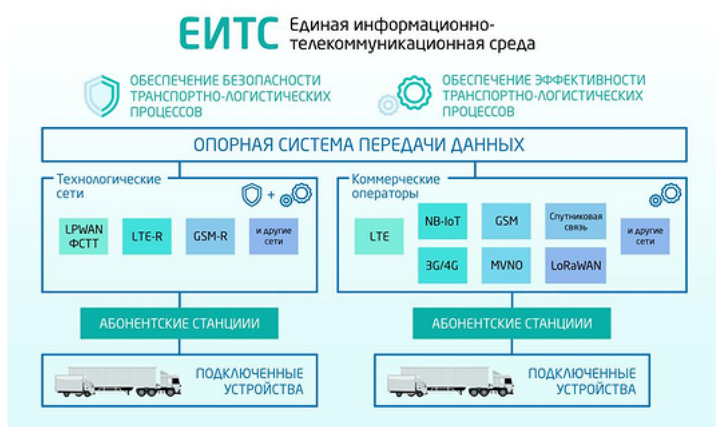 ЕИТС
Единая информационно-
телекоммуникационная среда
ОБЕСПЕЧЕНИЕ БЕЗОПАСНОСТИ
ТРАНСПОРТНО-ЛОГИСТИЧЕСКИХ
ПРОЦЕССОВ
ОБЕСПЕЧЕНИЕ ЭФФЕКТИВНОСТИ
ТРАНСПОРТНО-ЛОГИСТИЧЕСКИХ
ПРОЦЕССОВ
ОПОРНАЯ СИСТЕМА ПЕРЕДАЧИ ДАННЫХ
Технологические
сети
+
LPWAN
ФСТТ
LTE-R
GSM-R
и другие
сети
Коммерческие
операторы
LTE
NB-IoT
GSM
Спутниковая
связь
и другие
сети
3G/4G
MVNO
LoRaWAN
АБОНЕНТСКИЕ СТАНЦИИИ
АБОНЕНТСКИЕ СТАНЦИИИ
ПОДКЛЮЧЕННЫЕ
УСТРОЙСТВА
ПОДКЛЮЧЕННЫЕ
УСТРОЙСТВА